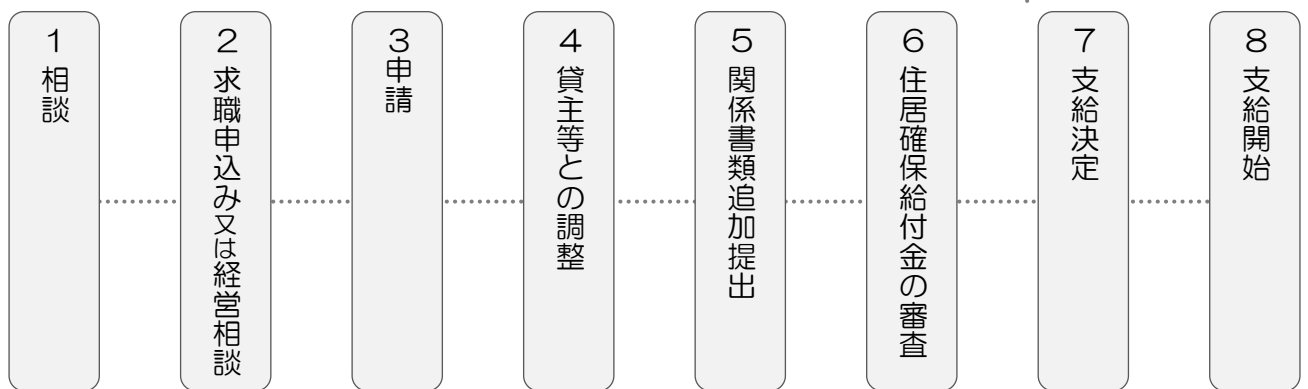 1 相談
2 求職申込み又は経営相談
3 申請
4 貸主等との調整
5 関係書類追加提出
6 住居確保給付金の審査
7 支給決定
8 支給開始